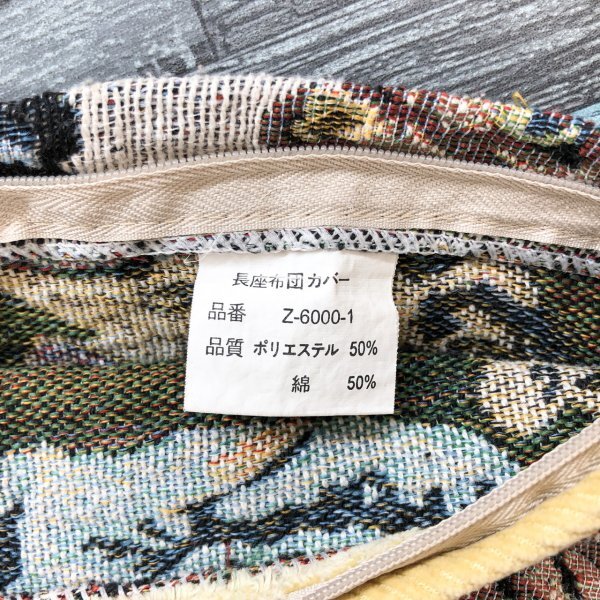 長座布団カバー
品番 Z-6000-1
品質 ポリエステル 50%
綿 50%